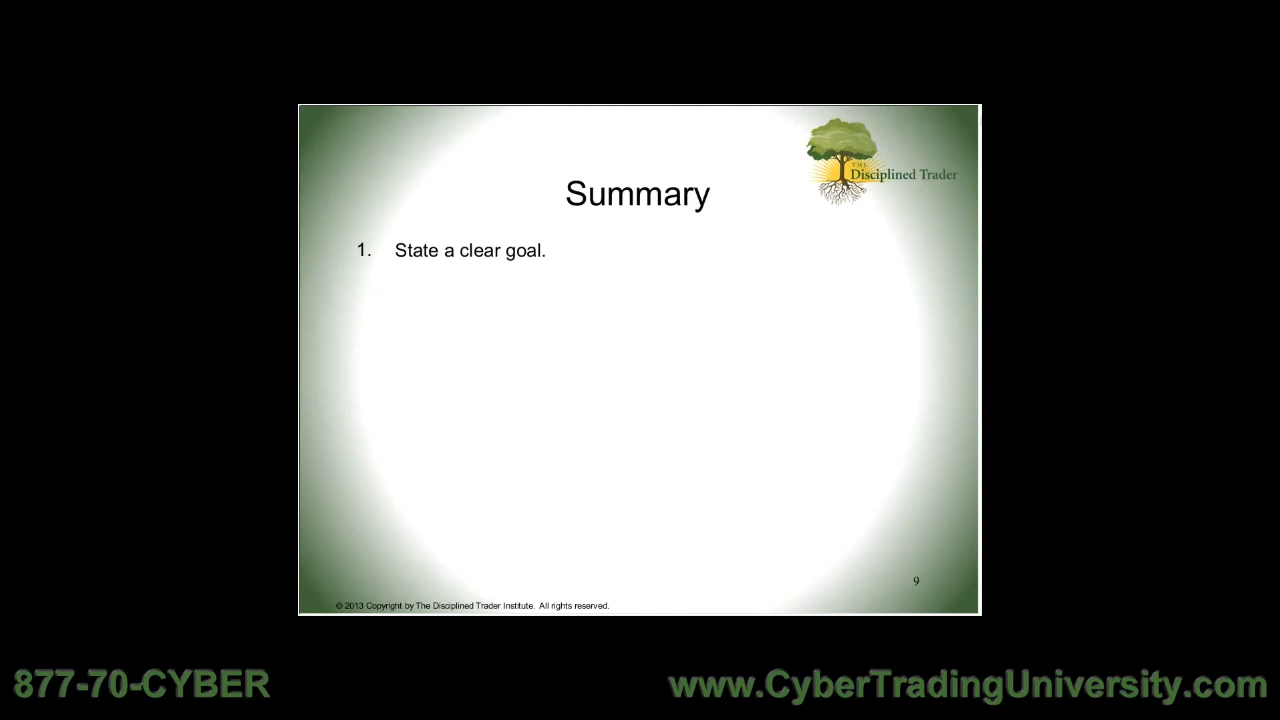 THE
Disciplined Trader
Summary
1. State a clear goal.
9
© 2013 Copyright by The Disciplined Trader Institute. All rights reserved.
877-70-CYBER
www.CyberTradingUniversity.com